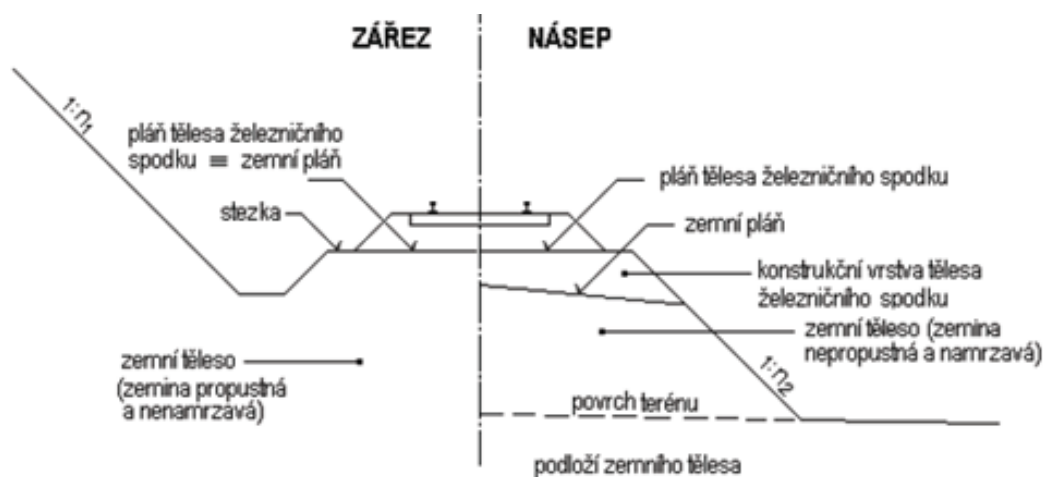 ZÁŘEZ
NÁSEP
1:n1
pláň tělesa železničního
spodku ≡ zemní pláň
stezka
zemní těleso
(zemina propustná
a nenamrzavá)
pláň tělesa železničního spodku
zemní pláň
konstrukční vrstva tělesa
železničního spodku
zemní těleso (zemina
nepropustná a namrzavá)
1:n2
povrch terénu
podloží zemního tělesa